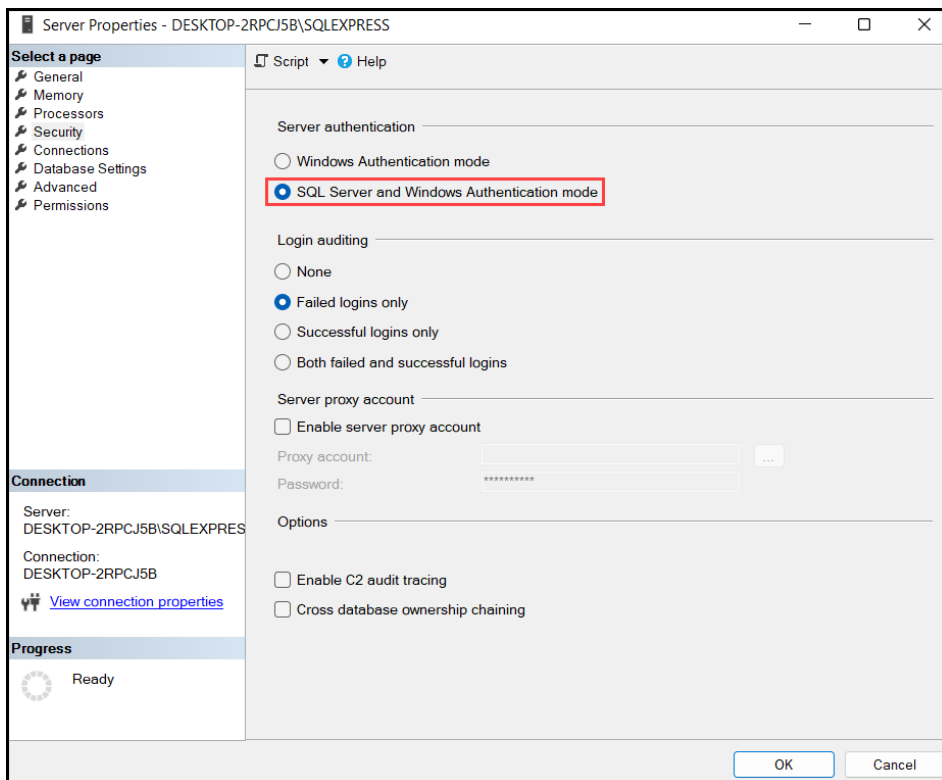 Server Properties - DESKTOP-2RPCJ5B\SQLEXPRESS
Select a page
General
Memory
Processors
Security
Connections
Database Settings
Advanced
Permissions
Script
Help
Server authentication
Windows Authentication mode
SQL Server and Windows Authentication mode
Login auditing
None
Failed logins only
Successful logins only
Both failed and successful logins
Server proxy account
Enable server proxy account
Proxy account:
...
Password:
**********
Options
Enable C2 audit tracing
Cross database ownership chaining
Connection
Server:
DESKTOP-2RPCJ5B\SQLEXPRES
Connection:
DESKTOP-2RPCJ5B
View connection properties
Progress
Ready
OK
Cancel